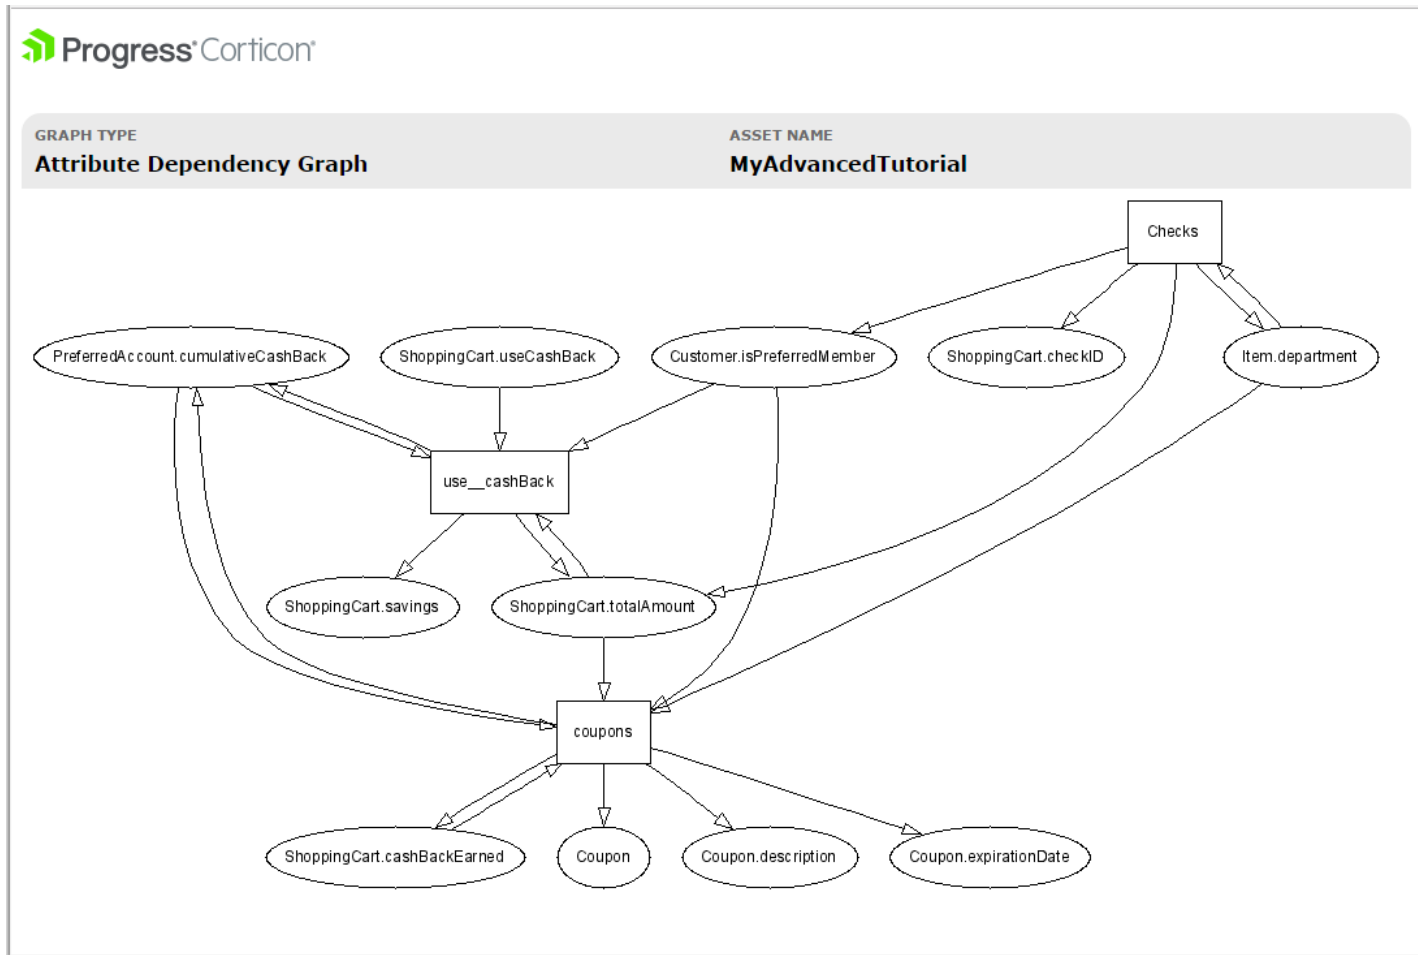 Progress® Corticon®
GRAPH TYPE
ASSET NAME
Attribute Dependency Graph
MyAdvancedTutorial
Checks
PreferredAccount.cumulativeCashBack
ShoppingCart.useCashBack
Customer.isPreferredMember
ShoppingCart.checkID
Item.department
use__cashBack
ShoppingCart.savings
ShoppingCart.totalAmount
coupons
ShoppingCart.cashBackEarned
Coupon
Coupon.description
Coupon.expirationDate